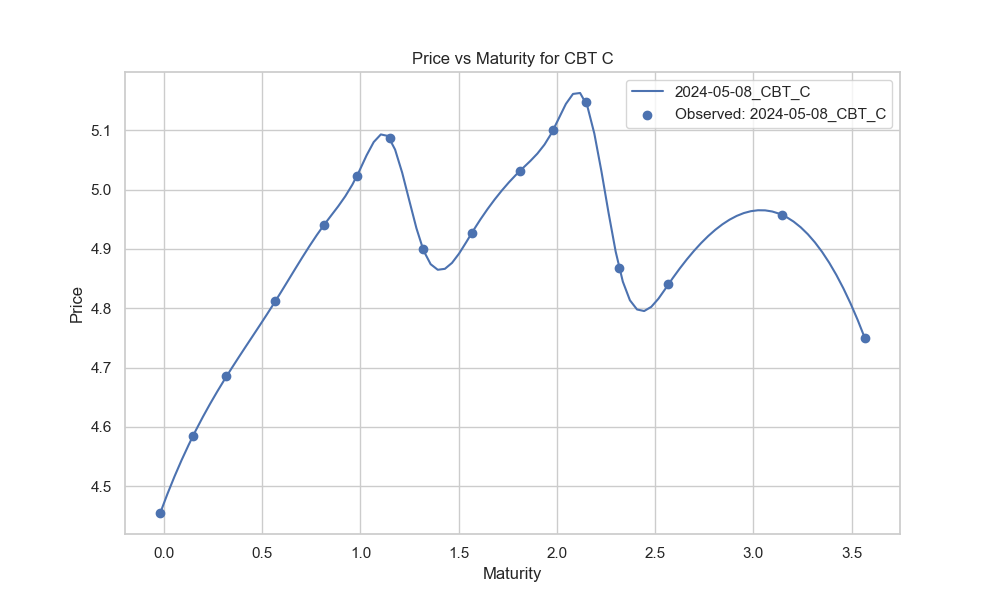 Price vs Maturity for CBT C
2024-05-08_CBT_C
Observed: 2024-05-08_CBT_C
Price
5.1
5.0
4.9
4.8
4.7
4.6
4.5
0.0 0.5 1.0 1.5 2.0 2.5 3.0 3.5
Maturity